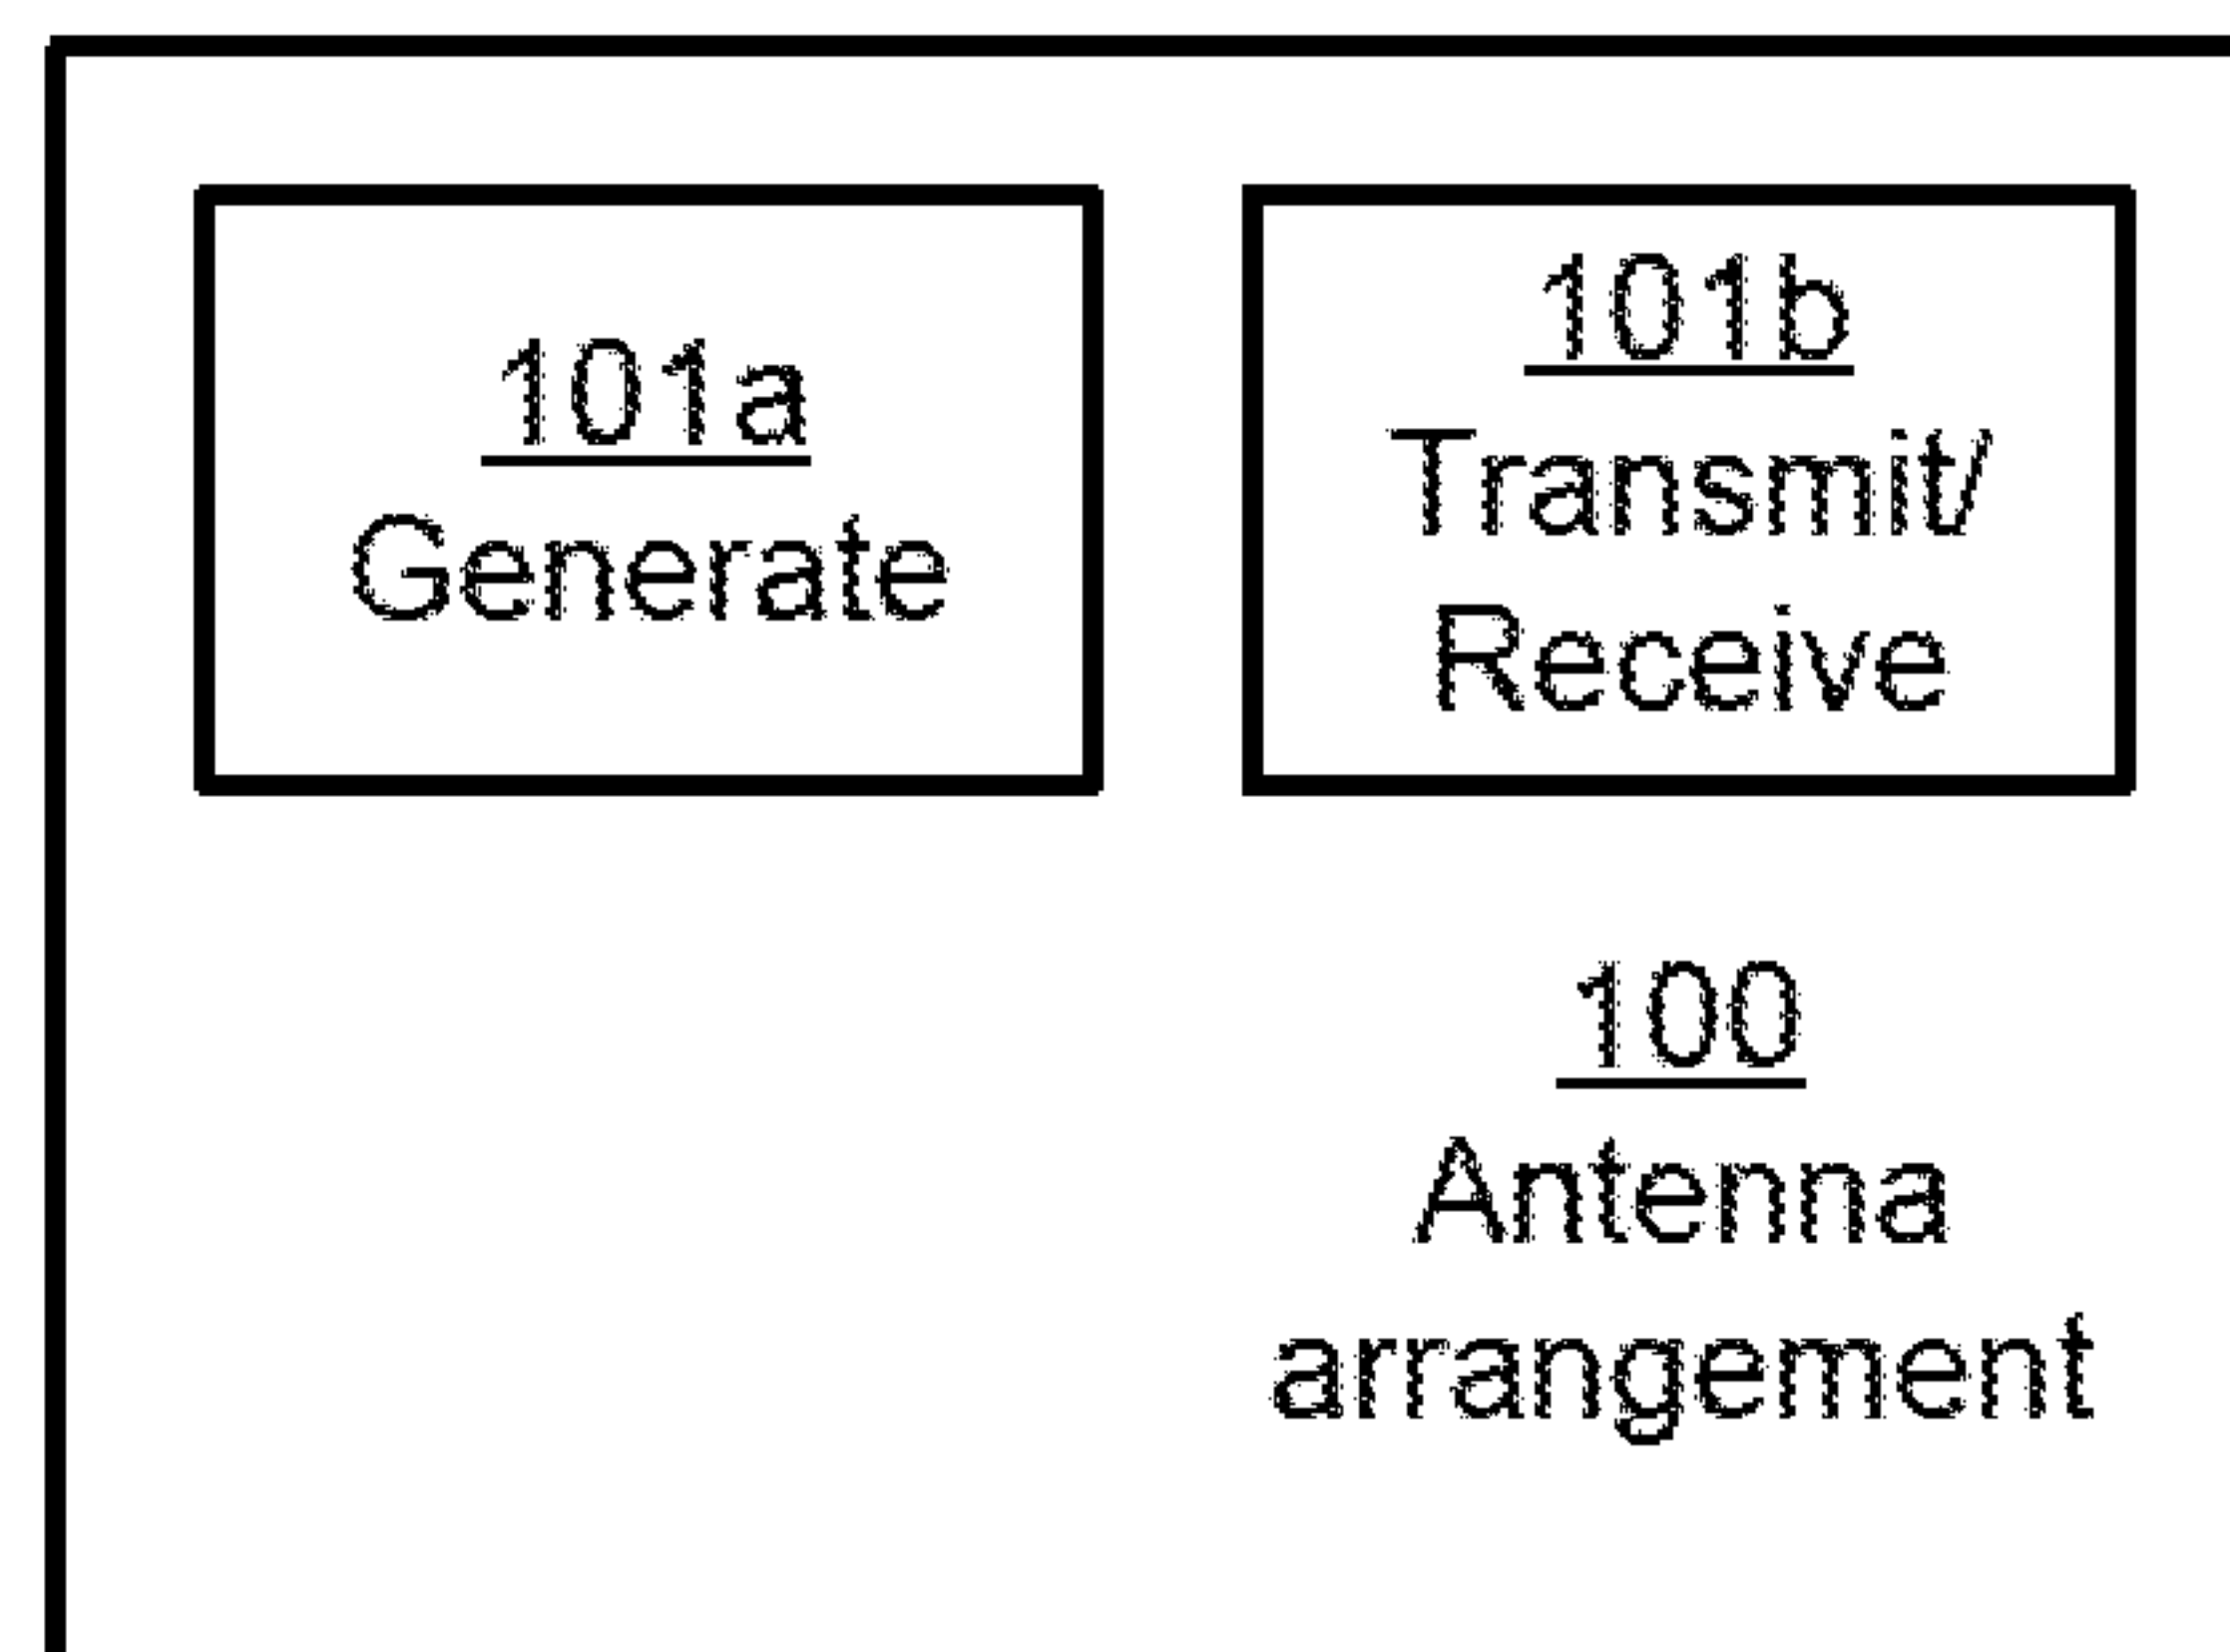 101a
Generate
101b
Transmit/
Receive
100
Antenna
arrangement